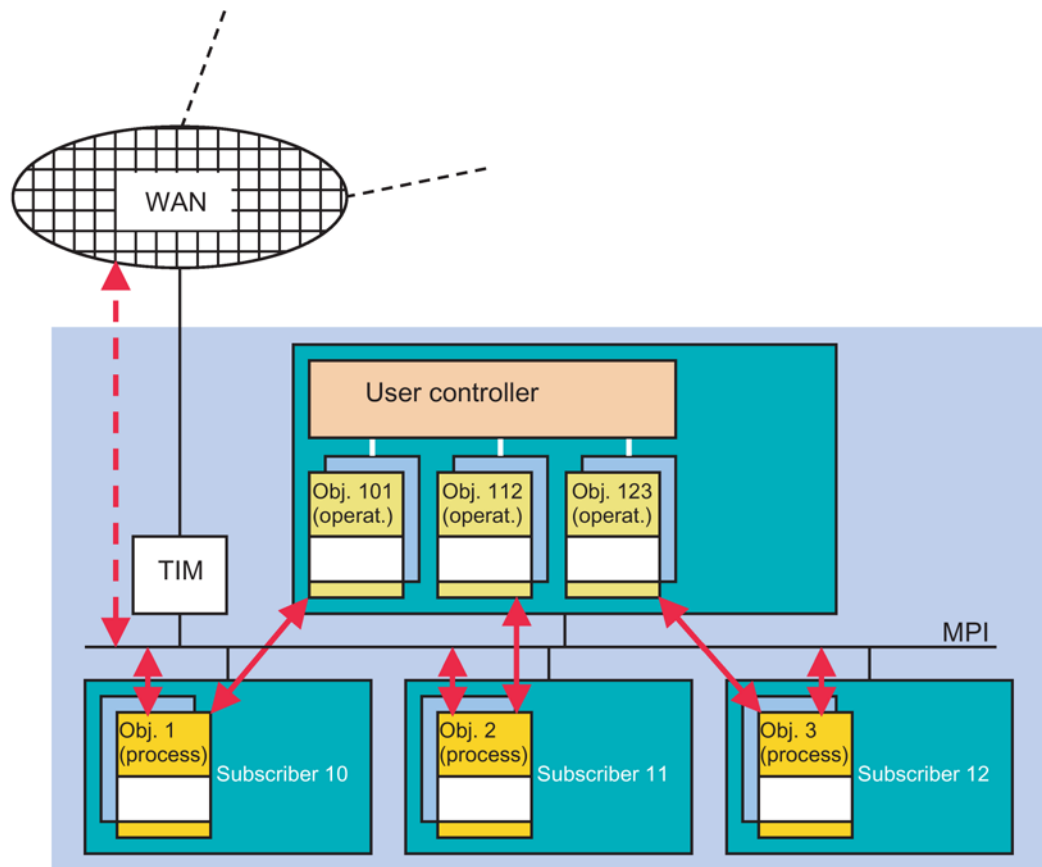 WAN
User controller
Obj. 101
(operat.)
Obj. 112
(operat.)
Obj. 123
(operat.)
TIM
MPI
Obj. 1
(process)
Subscriber 10
Obj. 2
(process)
Subscriber 11
Obj. 3
(process)
Subscriber 12